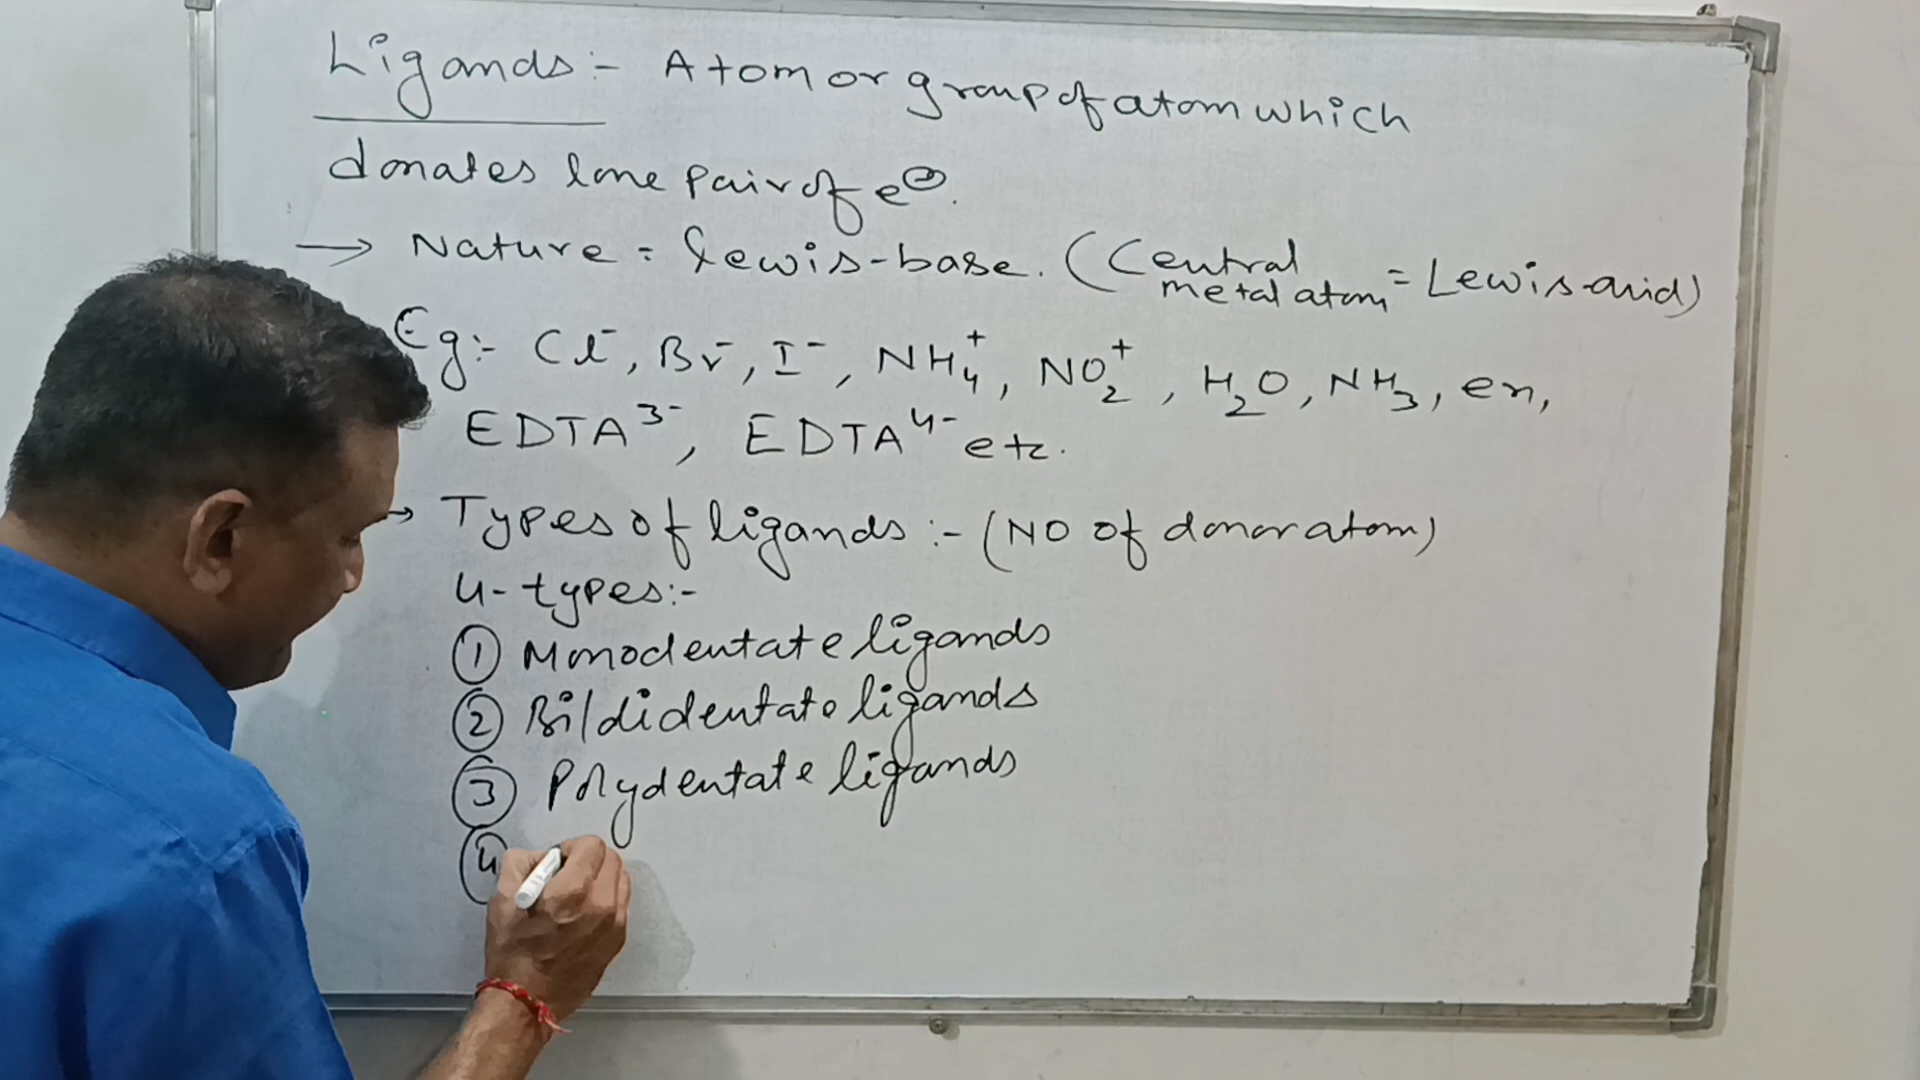 Ligands :- Atom or group of atom which
donates lone pair of e⊖.
→ Nature = Lewis-base. (Central metal atom = Lewis-acid)
Eg:- Cl⁻, Br⁻, I⁻, NH₄⁺, NO₂⁺, H₂O, NH₃, en,
EDTA³⁻, EDTA⁴⁻ etc.
→ Types of ligands :- (NO of donor atom)
4-types:-
① Monodentate ligands
② Bi/didentate ligands
③ Polydentate ligands
④